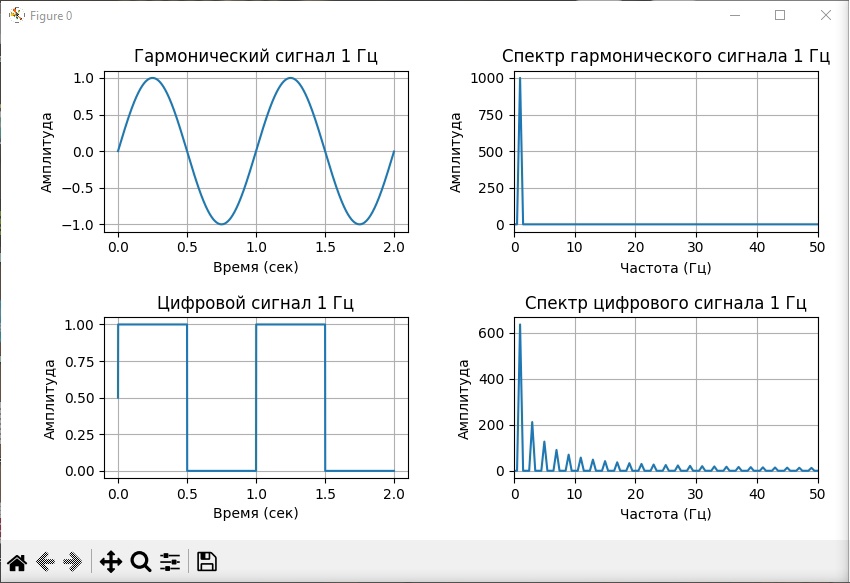 Figure 0
Гармонический сигнал 1 Гц
1.0
0.5
0.0
−0.5
−1.0
Амплитуда
0.0 0.5 1.0 1.5 2.0
Время (сек)
Спектр гармонического сигнала 1 Гц
1000
750
500
250
0
Амплитуда
0 10 20 30 40 50
Частота (Гц)
Цифровой сигнал 1 Гц
1.00
0.75
0.50
0.25
0.00
Амплитуда
0.0 0.5 1.0 1.5 2.0
Время (сек)
Спектр цифрового сигнала 1 Гц
600
400
200
0
Амплитуда
0 10 20 30 40 50
Частота (Гц)